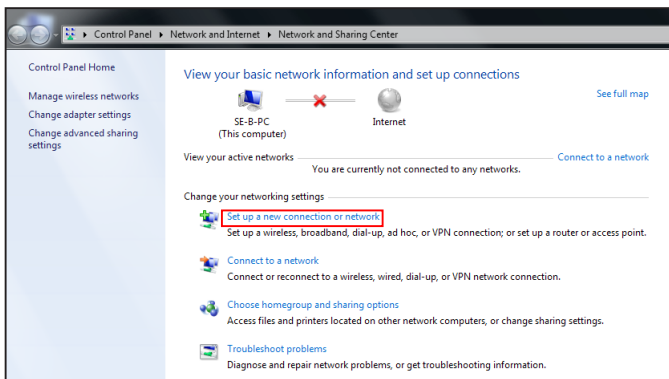 Control Panel ▸ Network and Internet ▸ Network and Sharing Center
Control Panel Home
Manage wireless networks
Change adapter settings
Change advanced sharing
settings
View your basic network information and set up connections
See full map
SE-B-PC
(This computer)
Internet
View your active networks
Connect to a network
You are currently not connected to any networks.
Change your networking settings
Set up a new connection or network
Set up a wireless, broadband, dial-up, ad hoc, or VPN connection; or set up a router or access point.
Connect to a network
Connect or reconnect to a wireless, wired, dial-up, or VPN network connection.
Choose homegroup and sharing options
Access files and printers located on other network computers, or change sharing settings.
Troubleshoot problems
Diagnose and repair network problems, or get troubleshooting information.